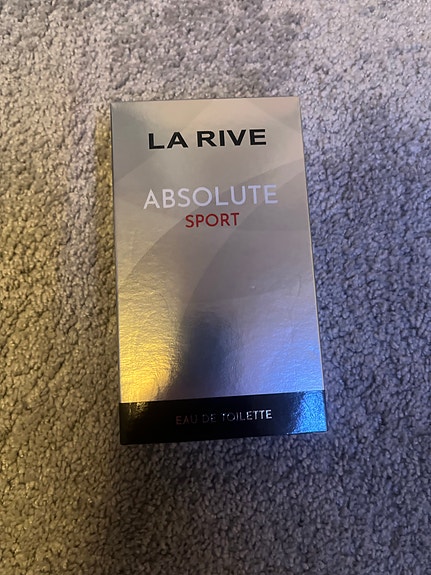 LA RIVE
ABSOLUTE
SPORT
EAU DE TOILETTE